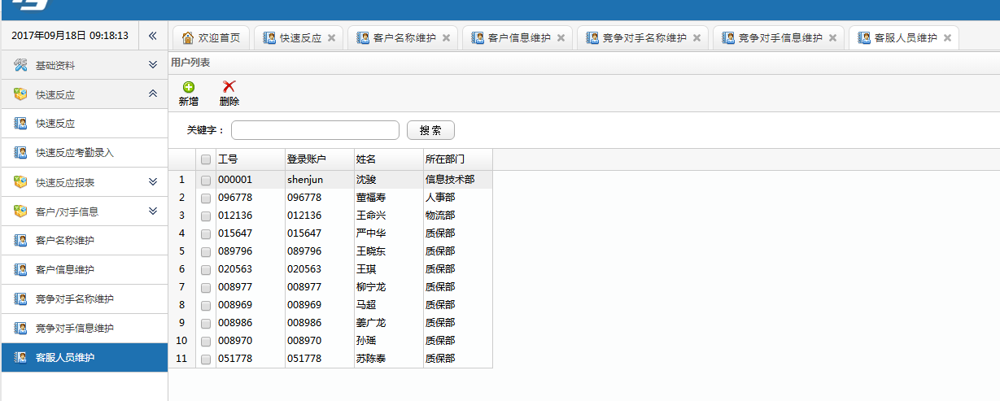 2017年09月18日 09:18:13
欢迎首页 快速反应 客户名称维护 客户信息维护 竞争对手名称维护 竞争对手信息维护 客服人员维护
基础资料
快速反应
快速反应
快速反应考勤录入
快速反应报表
客户/对手信息
客户名称维护
客户信息维护
竞争对手名称维护
竞争对手信息维护
客服人员维护
用户列表
新增 删除
关键字： 搜 索
工号 登录账户 姓名 所在部门
1 000001 shenjun 沈骏 信息技术部
2 096778 096778 董福寿 人事部
3 012136 012136 王命兴 物流部
4 015647 015647 严中华 质保部
5 089796 089796 王晓东 质保部
6 020563 020563 王琪 质保部
7 008977 008977 柳宁龙 质保部
8 008969 008969 马超 质保部
9 008986 008986 姜广龙 质保部
10 008970 008970 孙瑶 质保部
11 051778 051778 苏陈泰 质保部